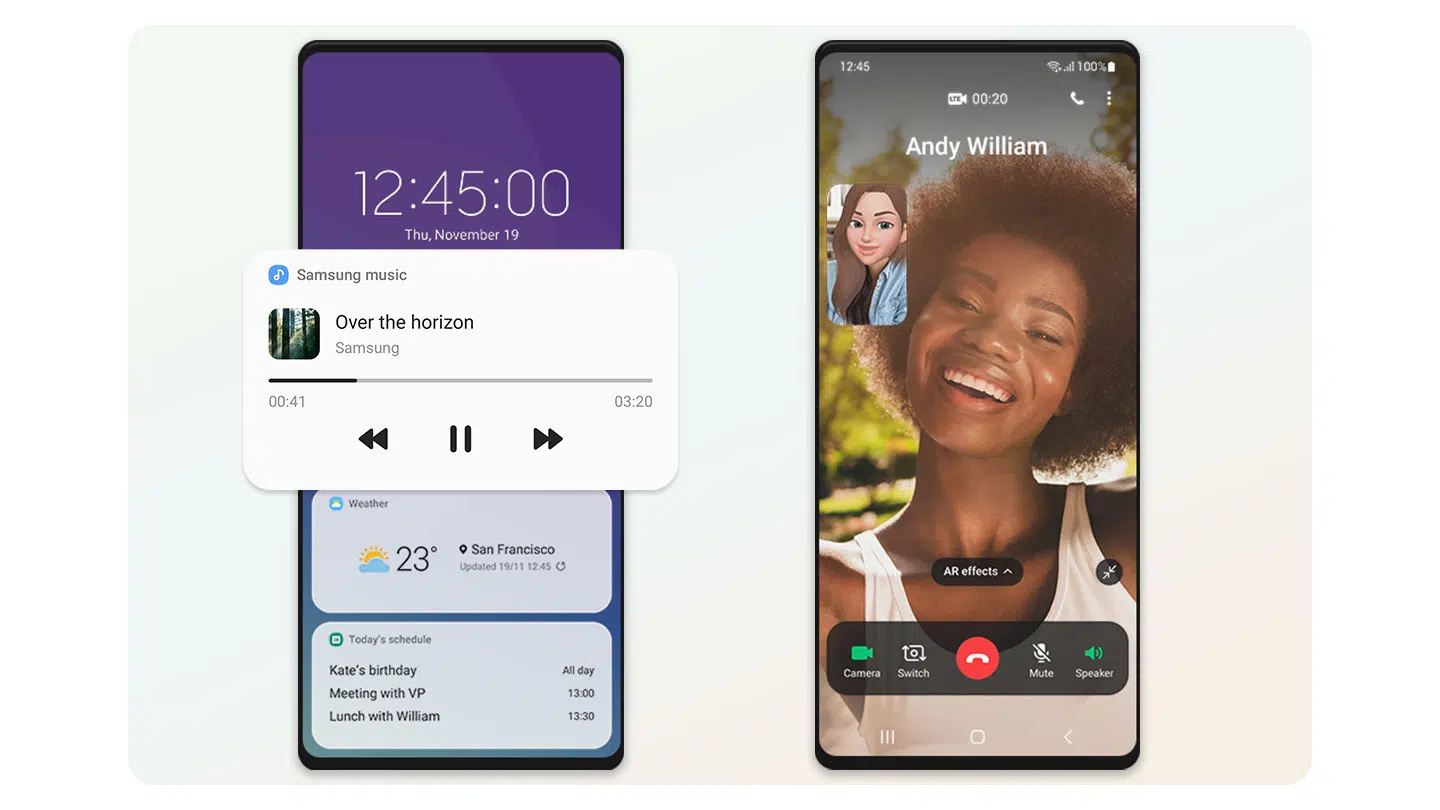 12:45:00
Thu, November 19
Samsung music
Over the horizon
Samsung
00:41 03:20
Weather
23° San Francisco
Updated 19/11 12:45
Today's schedule
Kate's birthday All day
Meeting with VP 13:00
Lunch with William 13:30
12:45 100%
LTE 00:20
Andy William
AR effects
Camera Switch Mute Speaker